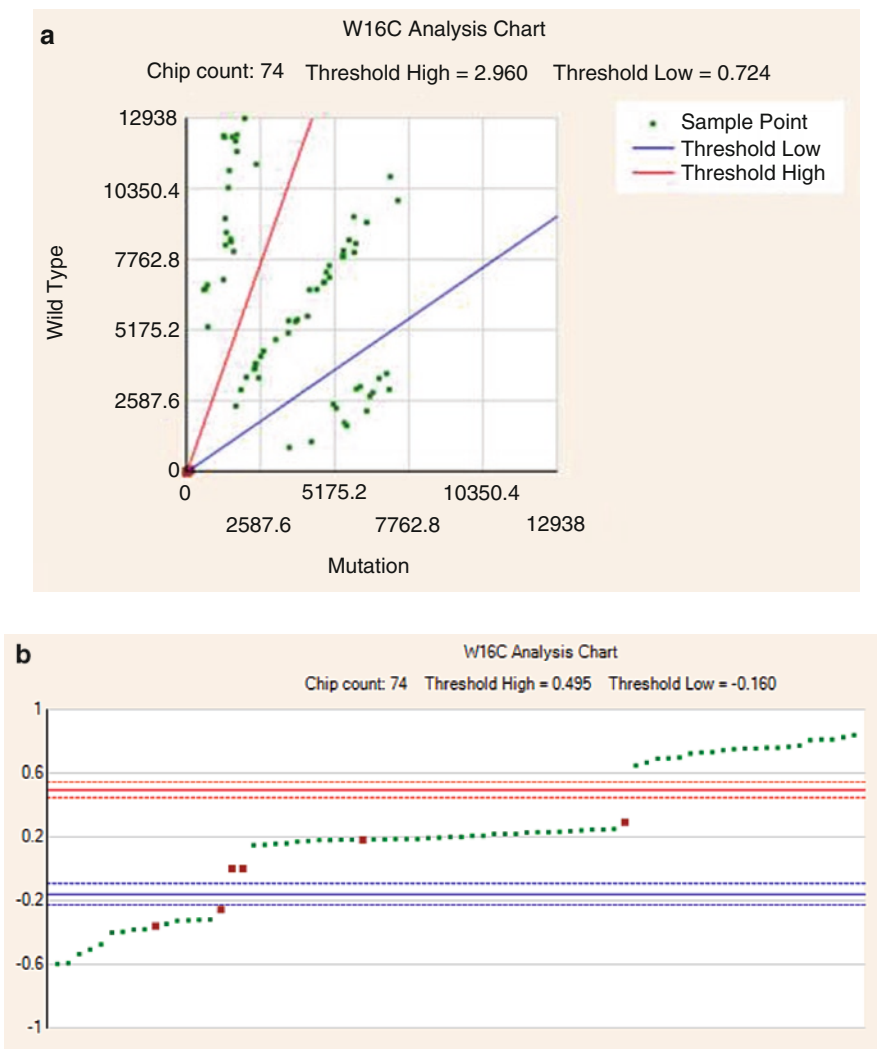 a
W16C Analysis Chart
Chip count: 74 Threshold High = 2.960 Threshold Low = 0.724
Sample Point
Threshold Low
Threshold High
Wild Type
12938
10350.4
7762.8
5175.2
2587.6
0
0 5175.2 10350.4
2587.6 7762.8 12938
Mutation
b
W16C Analysis Chart
Chip count: 74 Threshold High = 0.495 Threshold Low = -0.160
1
0.6
0.2
-0.2
-0.6
-1